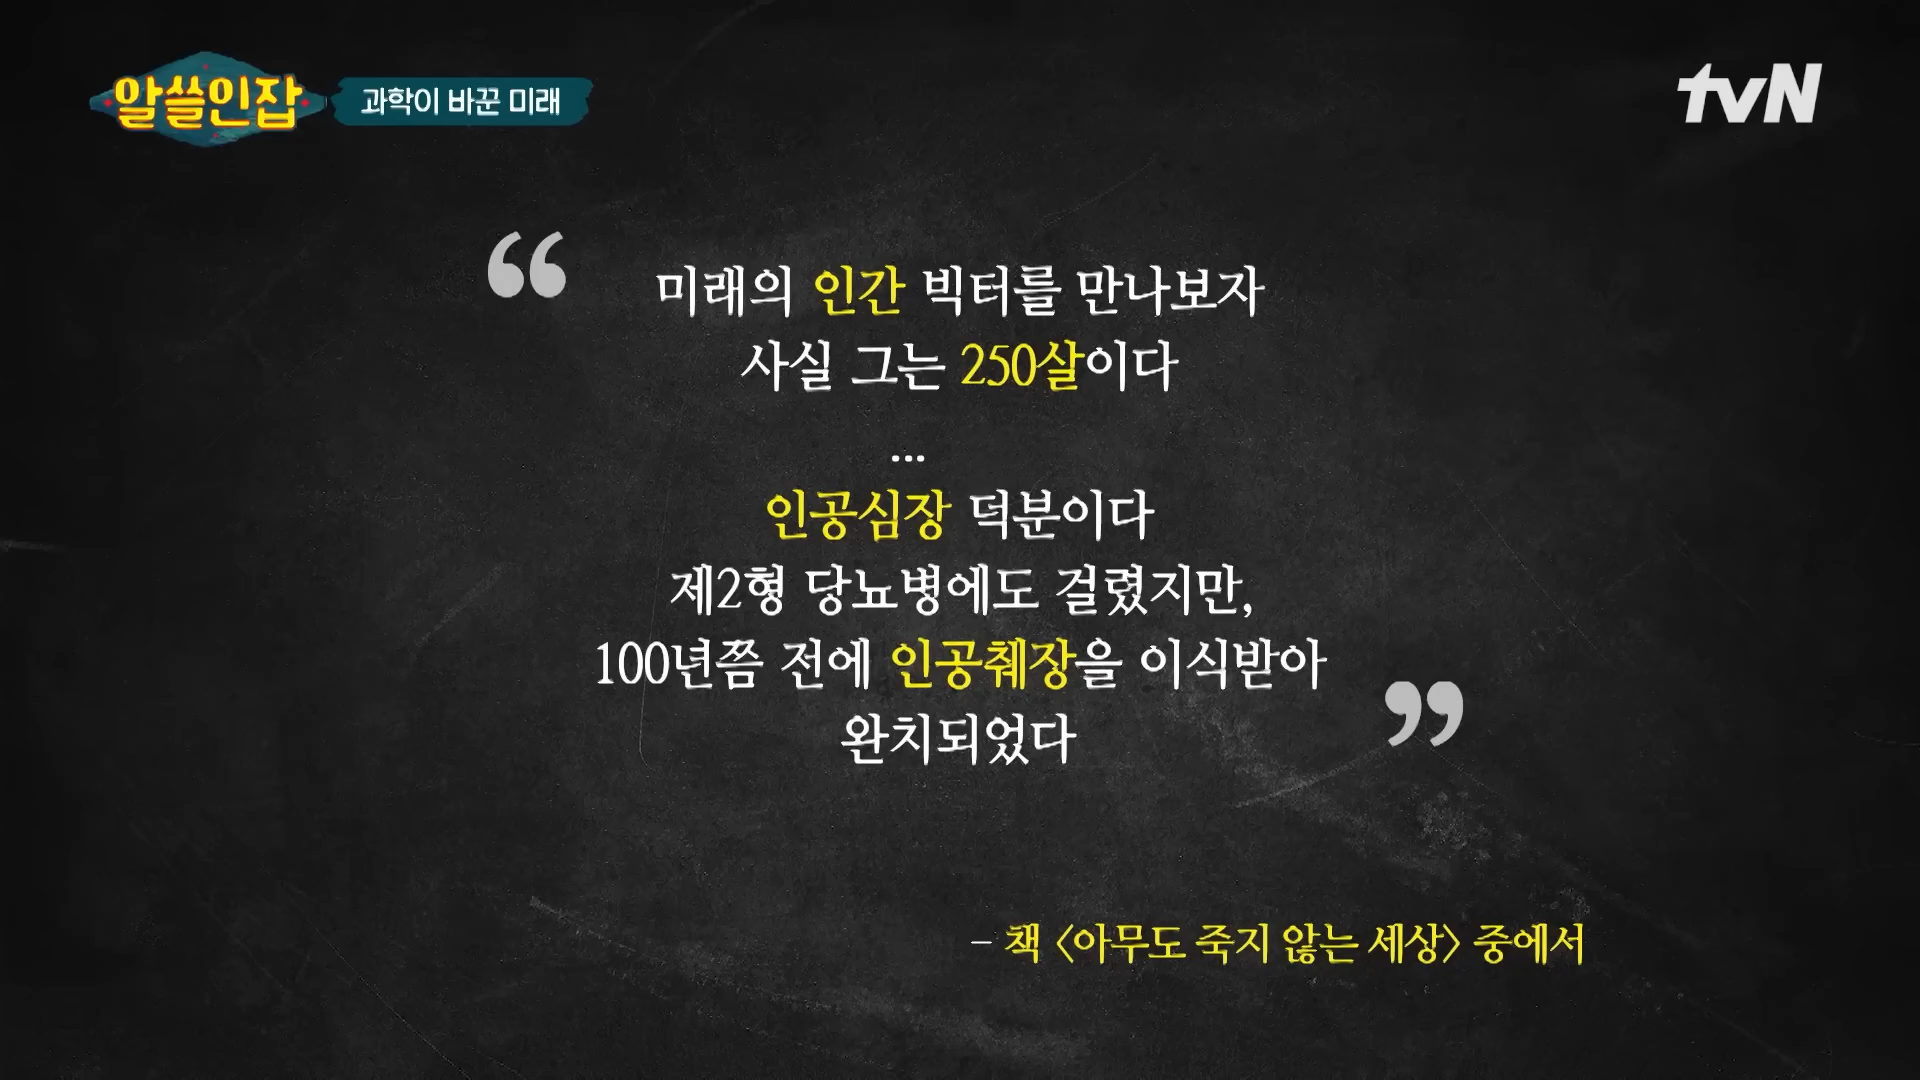 알쓸인잡
과학이 바꾼 미래
tvN
“
미래의 인간 빅터를 만나보자
사실 그는 250살이다
...
인공심장 덕분이다
제2형 당뇨병에도 걸렸지만,
100년쯤 전에 인공췌장을 이식받아
완치되었다
”
– 책 <아무도 죽지 않는 세상> 중에서